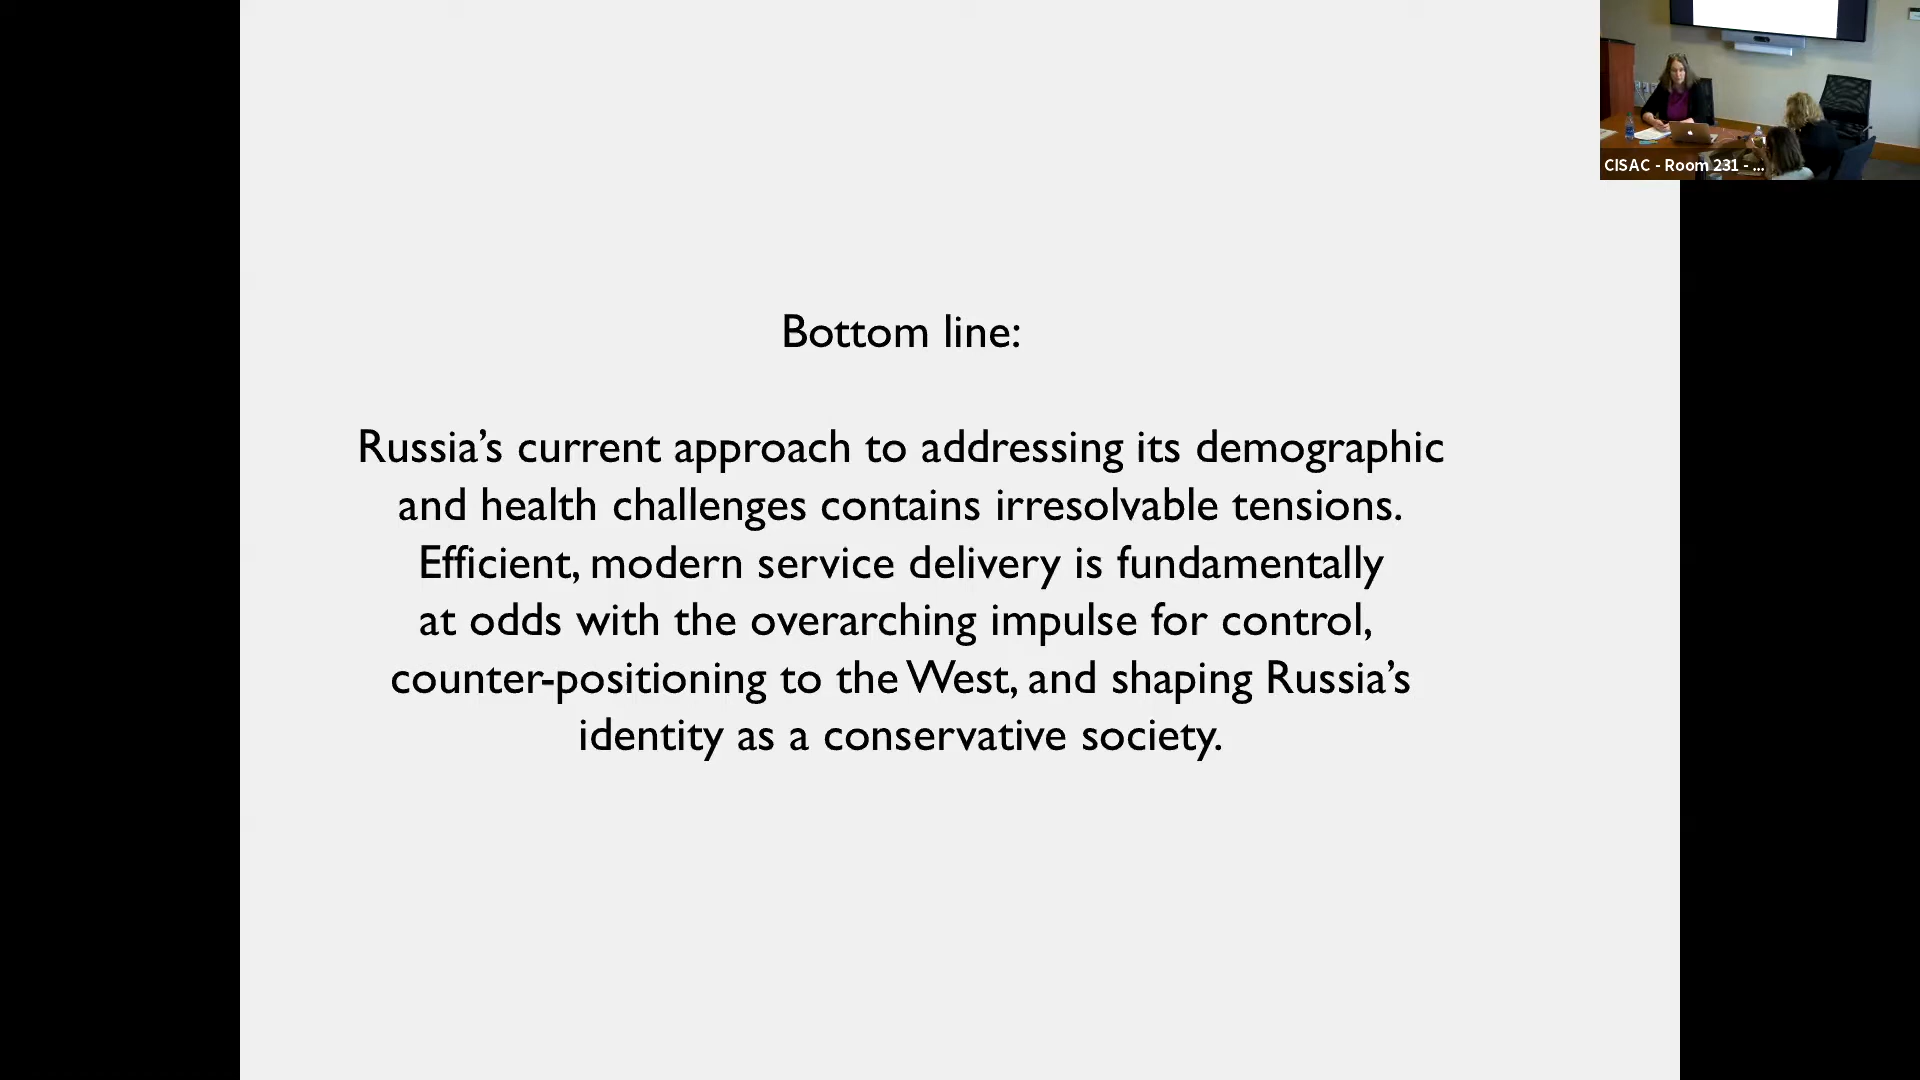 CISAC - Room 231 - ...
Bottom line:
Russia’s current approach to addressing its demographic
and health challenges contains irresolvable tensions.
Efficient, modern service delivery is fundamentally
at odds with the overarching impulse for control,
counter-positioning to the West, and shaping Russia’s
identity as a conservative society.